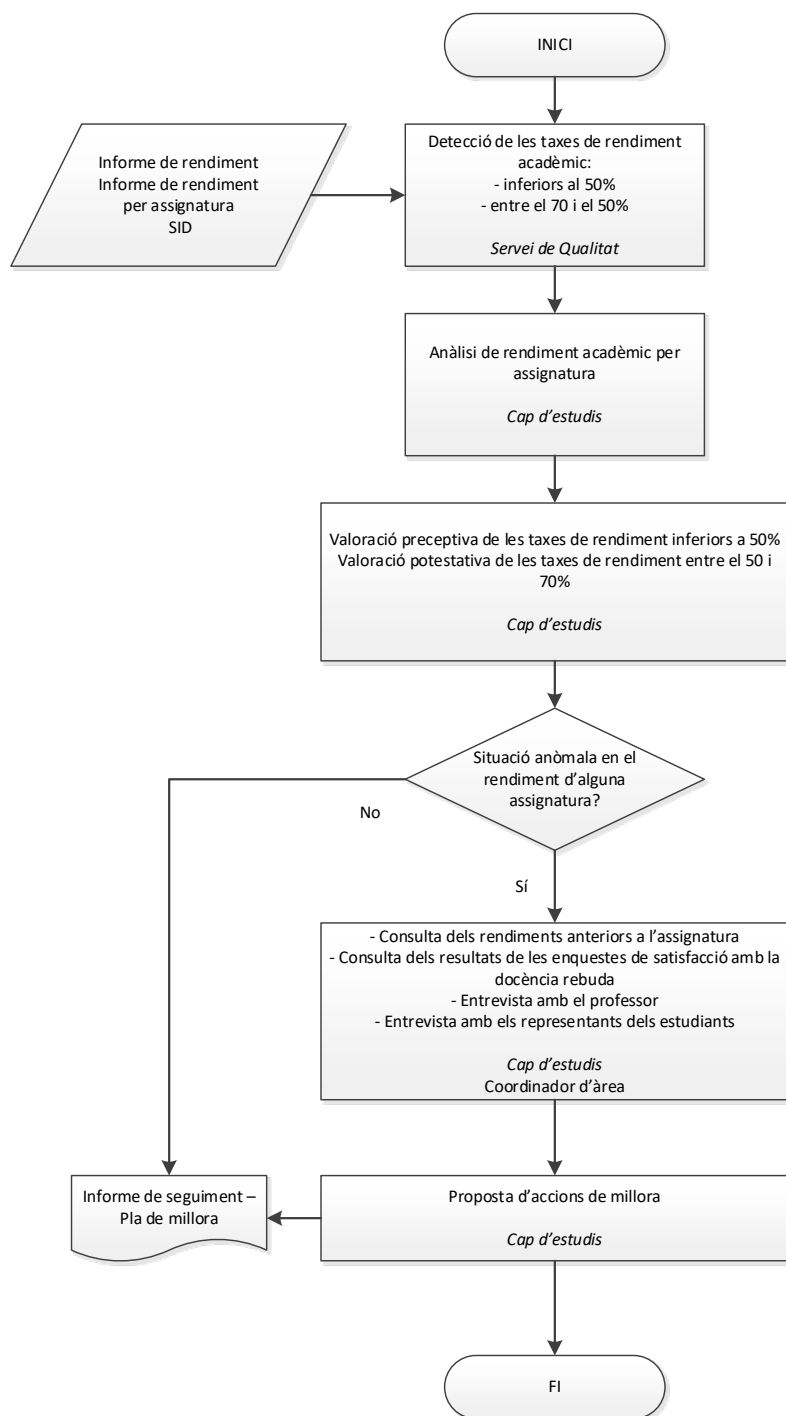 INICI
Informe de rendiment
Informe de rendiment
per assignatura
SID
Detecció de les taxes de rendiment
acadèmic:
- inferiors al 50%
- entre el 70 i el 50%
Servei de Qualitat
Anàlisi de rendiment acadèmic per
assignatura
Cap d’estudis
Valoració preceptiva de les taxes de rendiment inferiors a 50%
Valoració potestativa de les taxes de rendiment entre el 50 i
70%
Cap d’estudis
Situació anòmala en el
rendiment d’alguna
assignatura?
No
Sí
- Consulta dels rendiments anteriors a l’assignatura
- Consulta dels resultats de les enquestes de satisfacció amb la
docència rebuda
- Entrevista amb el professor
- Entrevista amb els representants dels estudiants
Cap d’estudis
Coordinador d’àrea
Informe de seguiment –
Pla de millora
Proposta d’accions de millora
Cap d’estudis
FI